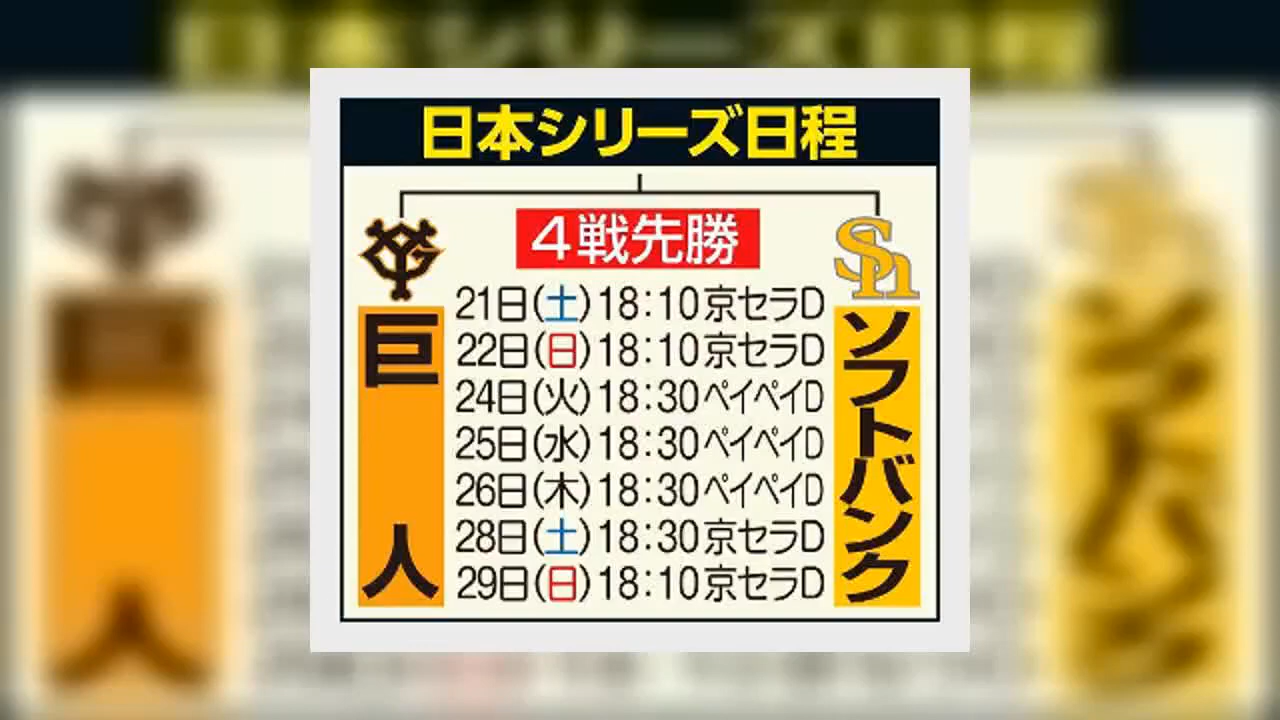 日本シリーズ日程
4戦先勝
巨人
21日(土)18:10京セラD
22日(日)18:10京セラD
24日(火)18:30ペイペイD
25日(水)18:30ペイペイD
26日(木)18:30ペイペイD
28日(土)18:30京セラD
29日(日)18:10京セラD
ソフトバンク